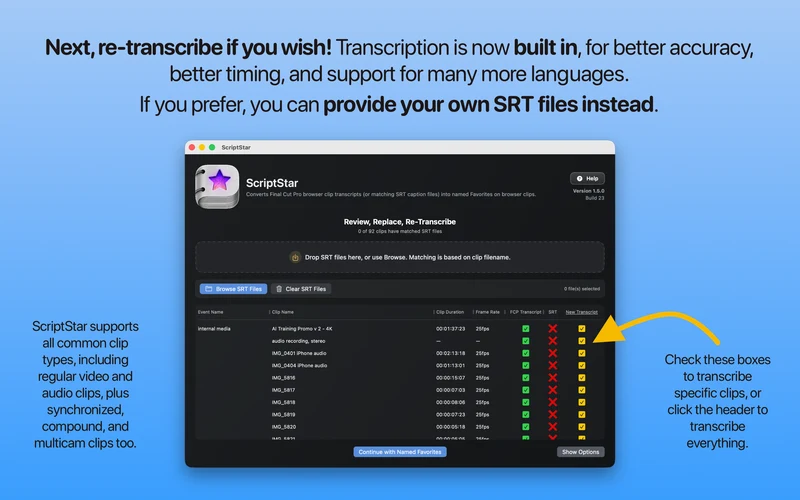 Next, re-transcribe if you wish! Transcription is now built in, for better accuracy,
better timing, and support for many more languages.
If you prefer, you can provide your own SRT files instead.
ScriptStar
ScriptStar
Converts Final Cut Pro browser clip transcripts (or matching SRT caption files) into named Favorites on browser clips.
Help
Version 1.5.0
Build 23
Review, Replace, Re-Transcribe
0 of 92 clips have matched SRT files
Drop SRT files here, or use Browse. Matching is based on clip filename.
Browse SRT Files Clear SRT Files 0 file(s) selected
Event Name Clip Name Clip Duration Frame Rate FCP Transcript SRT New Transcript
Internal media AI Training Promo v 2 - 4K 00:01:37:23 25fps
audio recording, stereo — —
IMG_0401 iPhone audio 00:02:13:18 25fps
IMG_0404 iPhone audio 00:01:13:01 25fps
IMG_5816 00:00:15:07 25fps
IMG_5817 00:00:07:03 25fps
IMG_5818 00:00:08:06 25fps
IMG_5819 00:00:07:23 25fps
IMG_5820 00:00:05:18 25fps
IMG_5821 00:00:05:05 25fps
Continue with Named Favorites
Show Options
ScriptStar supports
all common clip
types, including
regular video and
audio clips, plus
synchronized,
compound, and
multicam clips too.
Check these boxes
to transcribe
specific clips, or
click the header to
transcribe
everything.